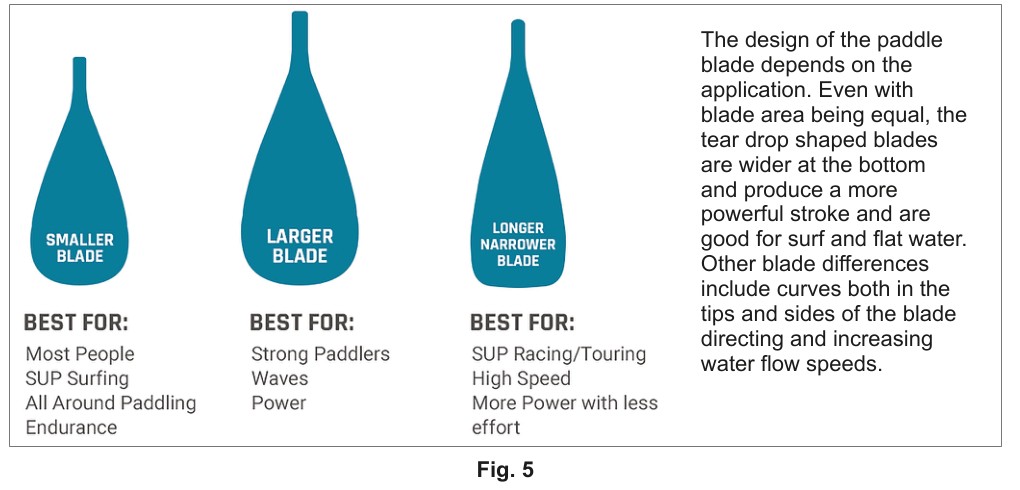 SMALLER
BLADE
BEST FOR:
Most People
SUP Surfing
All Around Paddling
Endurance
LARGER
BLADE
BEST FOR:
Strong Paddlers
Waves
Power
LONGER
NARROWER
BLADE
BEST FOR:
SUP Racing/Touring
High Speed
More Power with less
effort
The design of the paddle
blade depends on the
application. Even with
blade area being equal, the
tear drop shaped blades
are wider at the bottom
and produce a more
powerful stroke and are
good for surf and flat water.
Other blade differences
include curves both in the
tips and sides of the blade
directing and increasing
water flow speeds.
Fig. 5